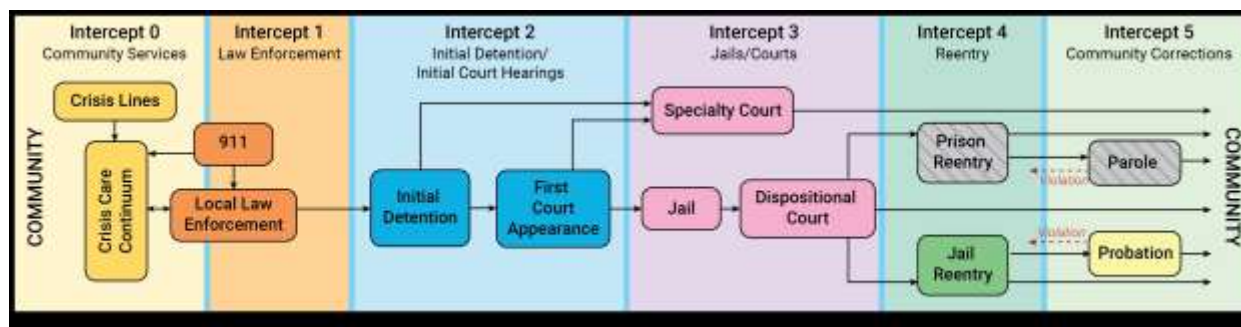 Intercept 0
Community Services
Intercept 1
Law Enforcement
Intercept 2
Initial Detention/
Initial Court Hearings
Intercept 3
Jails/Courts
Intercept 4
Reentry
Intercept 5
Community Corrections
COMMUNITY
Crisis Lines
Crisis Care
Continuum
911
Local Law
Enforcement
Initial
Detention
First
Court
Appearance
Specialty Court
Jail
Dispositional
Court
Prison
Reentry
Violation
Parole
Jail
Reentry
Violation
Probation
COMMUNITY